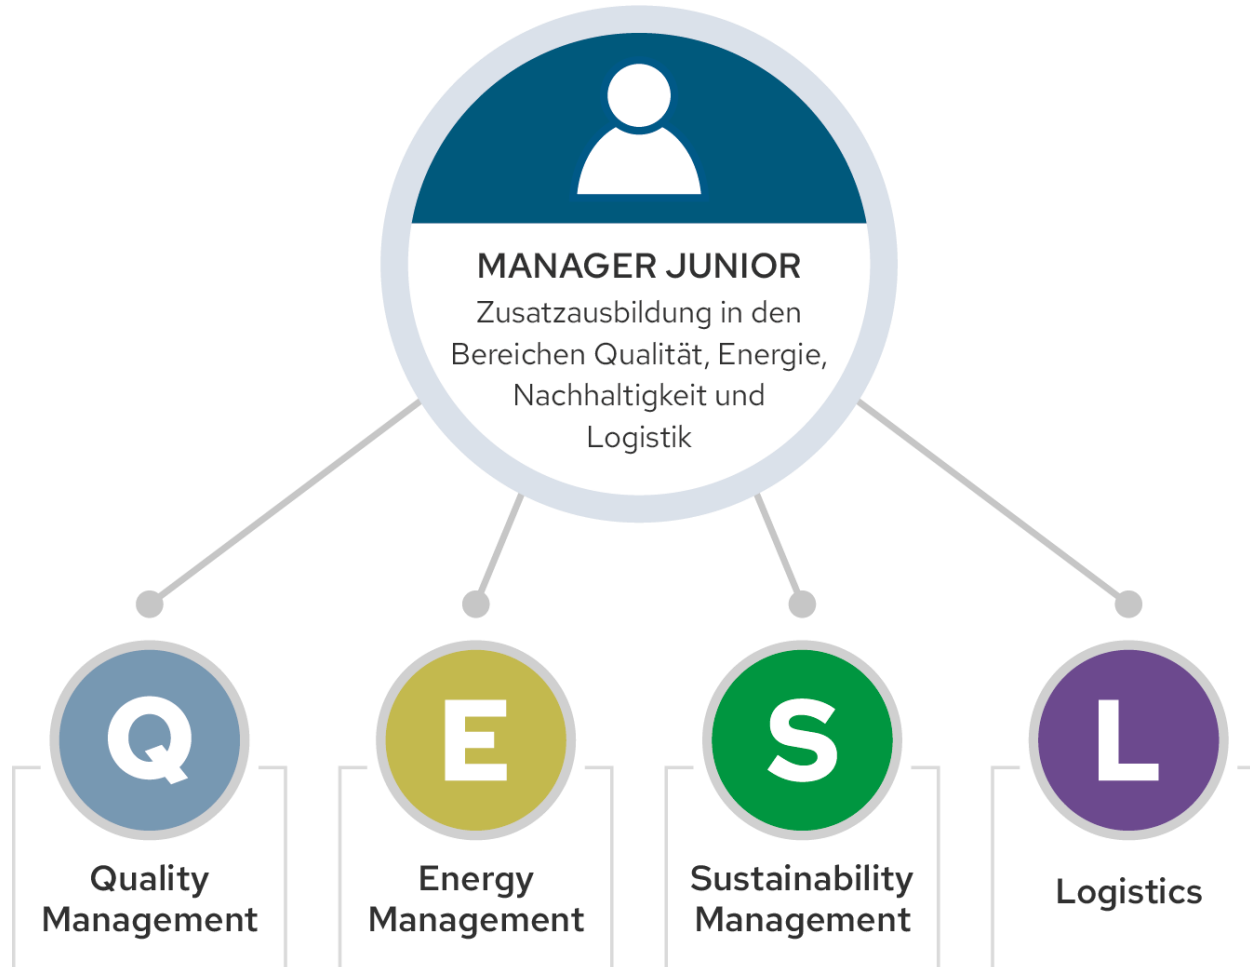 MANAGER JUNIOR
Zusatzausbildung in den
Bereichen Qualität, Energie,
Nachhaltigkeit und
Logistik
Q
E
S
L
Quality
Management
Energy
Management
Sustainability
Management
Logistics